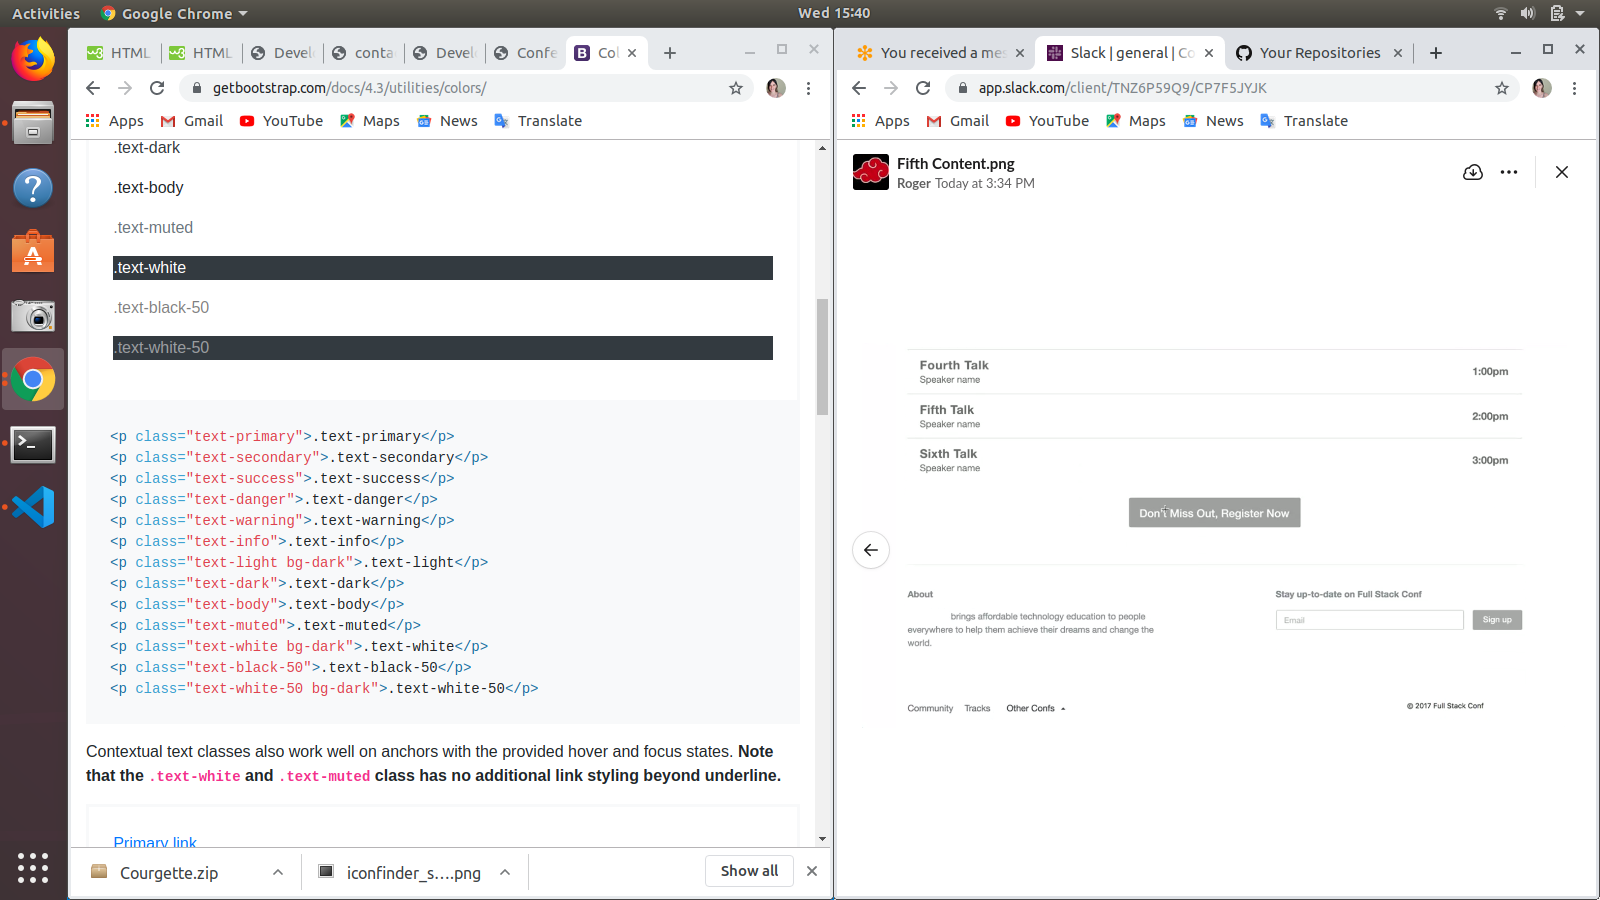 Activities
Google Chrome
Wed 15:40
HTML
HTML
Devel
conta
Devel
Confe
Col
getbootstrap.com/docs/4.3/utilities/colors/
Apps
Gmail
YouTube
Maps
News
Translate
.text-dark
.text-body
.text-muted
.text-white
.text-black-50
.text-white-50
<p class="text-primary">.text-primary</p>
<p class="text-secondary">.text-secondary</p>
<p class="text-success">.text-success</p>
<p class="text-danger">.text-danger</p>
<p class="text-warning">.text-warning</p>
<p class="text-info">.text-info</p>
<p class="text-light bg-dark">.text-light</p>
<p class="text-dark">.text-dark</p>
<p class="text-body">.text-body</p>
<p class="text-muted">.text-muted</p>
<p class="text-white bg-dark">.text-white</p>
<p class="text-black-50">.text-black-50</p>
<p class="text-white-50 bg-dark">.text-white-50</p>
Contextual text classes also work well on anchors with the provided hover and focus states. Note
that the .text-white and .text-muted class has no additional link styling beyond underline.
Primary link
Courgette.zip
iconfinder_s....png
Show all
You received a mes
Slack | general | Co
Your Repositories
app.slack.com/client/TNZ6P59Q9/CP7F5JYJK
Apps
Gmail
YouTube
Maps
News
Translate
Fifth Content.png
Roger Today at 3:34 PM
Fourth Talk
Speaker name
1:00pm
Fifth Talk
Speaker name
2:00pm
Sixth Talk
Speaker name
3:00pm
Don't Miss Out, Register Now
About
brings affordable technology education to people
everywhere to help them achieve their dreams and change the
world.
Stay up-to-date on Full Stack Conf
Email
Sign up
Community
Tracks
Other Confs
© 2017 Full Stack Conf